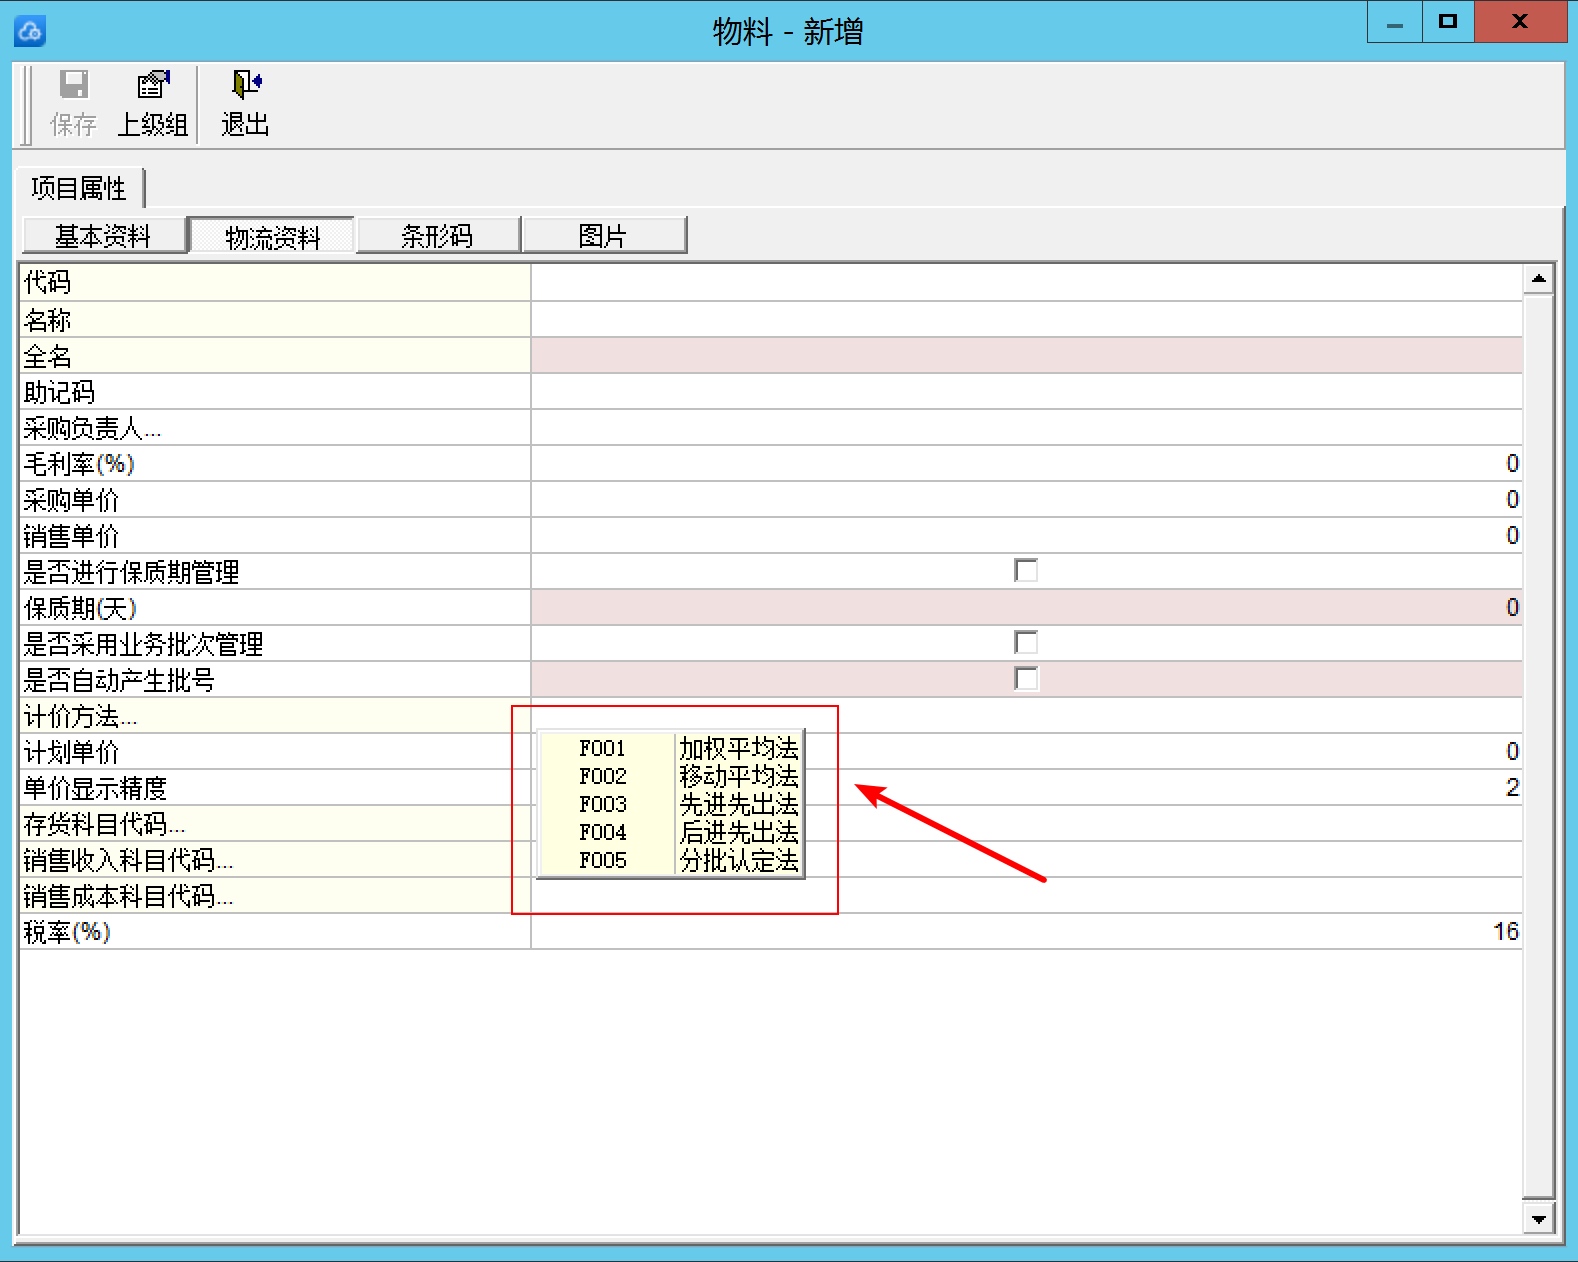 物料 - 新增
保存 上级组 退出
项目属性
基本资料 物流资料 条形码 图片
代码
名称
全名
助记码
采购负责人...
毛利率(%) 0
采购单价 0
销售单价 0
是否进行保质期管理
保质期(天) 0
是否采用业务批次管理
是否自动产生批号
计价方法...
F001 加权平均法
F002 移动平均法
F003 先进先出法
F004 后进先出法
F005 分批认定法
计划单价 0
单价显示精度 2
存货科目代码...
销售收入科目代码...
销售成本科目代码...
税率(%) 16